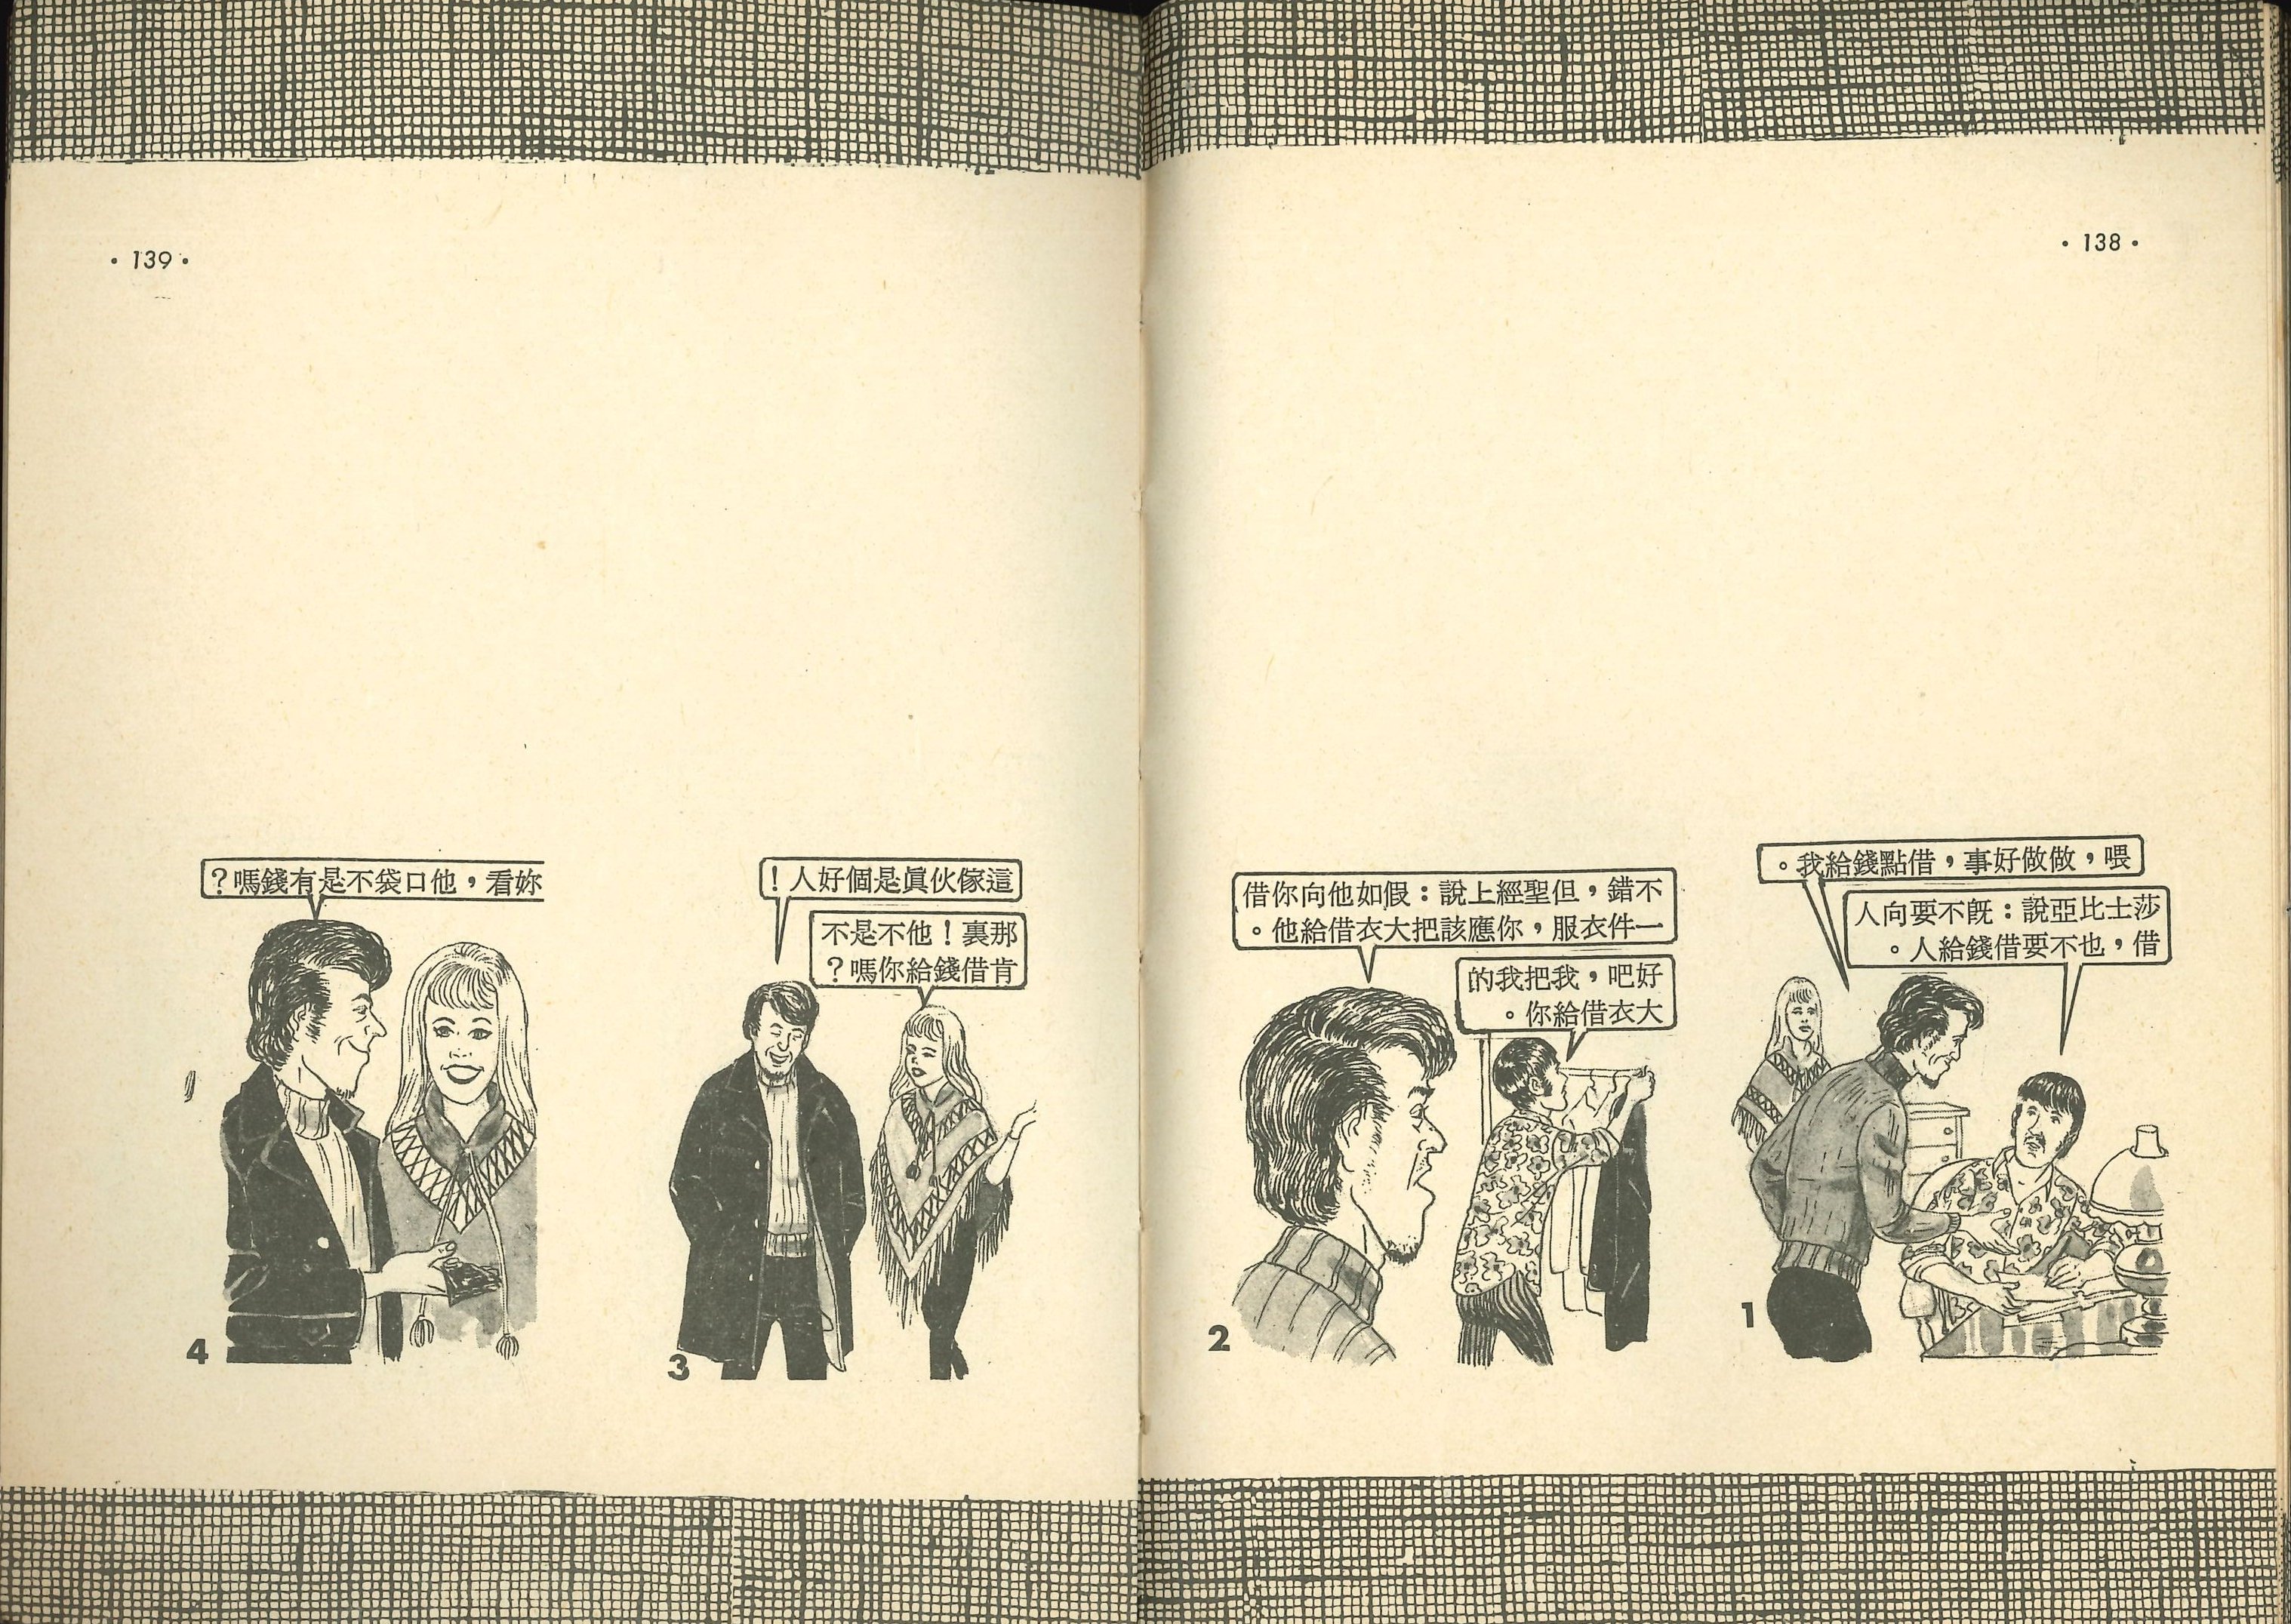 ·138·
喂，做做好事，借點錢給我。
莎士比亞說：旣不要向人
借，也不要借錢給人。
1
不錯，但聖經上說：假如他向你借
一件衣服，你應該把大衣借給他。
好吧，我把我的
大衣借給你。
2
·139·
這傢伙眞是個好人！
那裏！他不是不
肯借錢給你嗎？
3
妳看，他口袋不是有錢嗎？
4